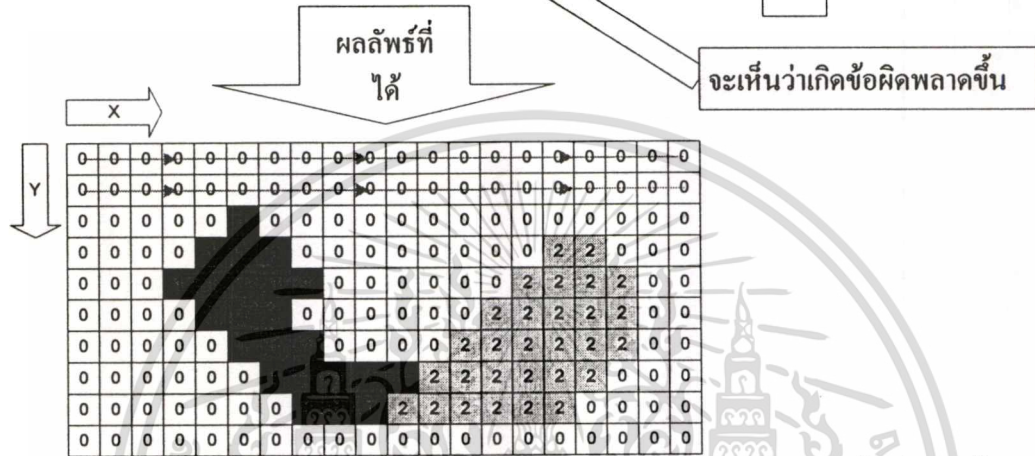 ผลลัพธ์ที่
ได้
จะเห็นว่าเกิดข้อผิดพลาดขึ้น
X
Y
0 0 0 0 0 0 0 0 0 0 0 0 0 0 0 0 0 0 0 0
0 0 0 0 0 0 0 0 0 0 0 0 0 0 0 0 0 0 0 0
0 0 0 0 0 0 0 0 0 0 0 0 0 0 0 0 0 0 0
0 0 0 0 0 0 0 0 0 0 0 0 2 2 0 0 0
0 0 0 0 0 0 0 0 0 2 2 2 2 0 0
0 0 0 0 0 0 0 0 0 0 2 2 2 2 2 0 0
0 0 0 0 0 0 0 0 0 2 2 2 2 2 2 0 0
0 0 0 0 0 0 2 2 2 2 2 2 0 0 0
0 0 0 0 0 0 0 2 2 2 2 2 2 0 0 0 0
0 0 0 0 0 0 0 0 0 0 0 0 0 0 0 0 0 0 0 0